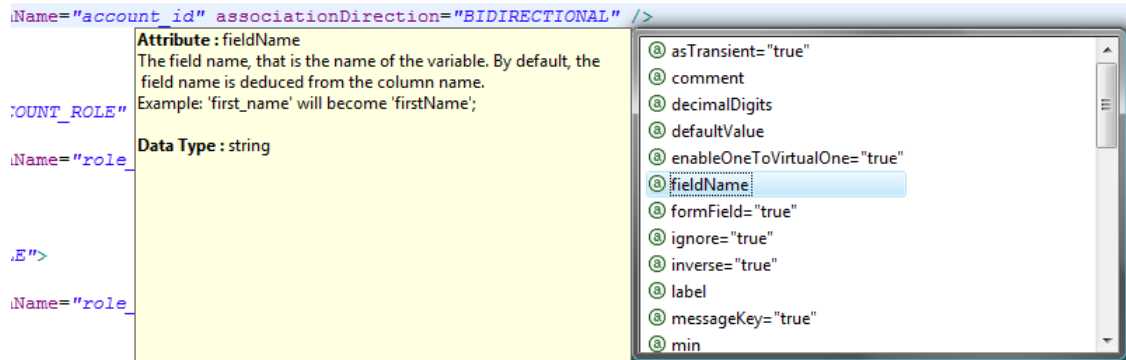 Name="account_id" associationDirection="BIDIRECTIONAL" />
Attribute : fieldName
The field name, that is the name of the variable. By default, the
field name is deduced from the column name.
Example: 'first_name' will become 'firstName';
Data Type : string
COUNT_ROLE"
Name="role_
E">
Name="role_
asTransient="true"
comment
decimalDigits
defaultValue
enableOneToVirtualOne="true"
fieldName
formField="true"
ignore="true"
inverse="true"
label
messageKey="true"
min